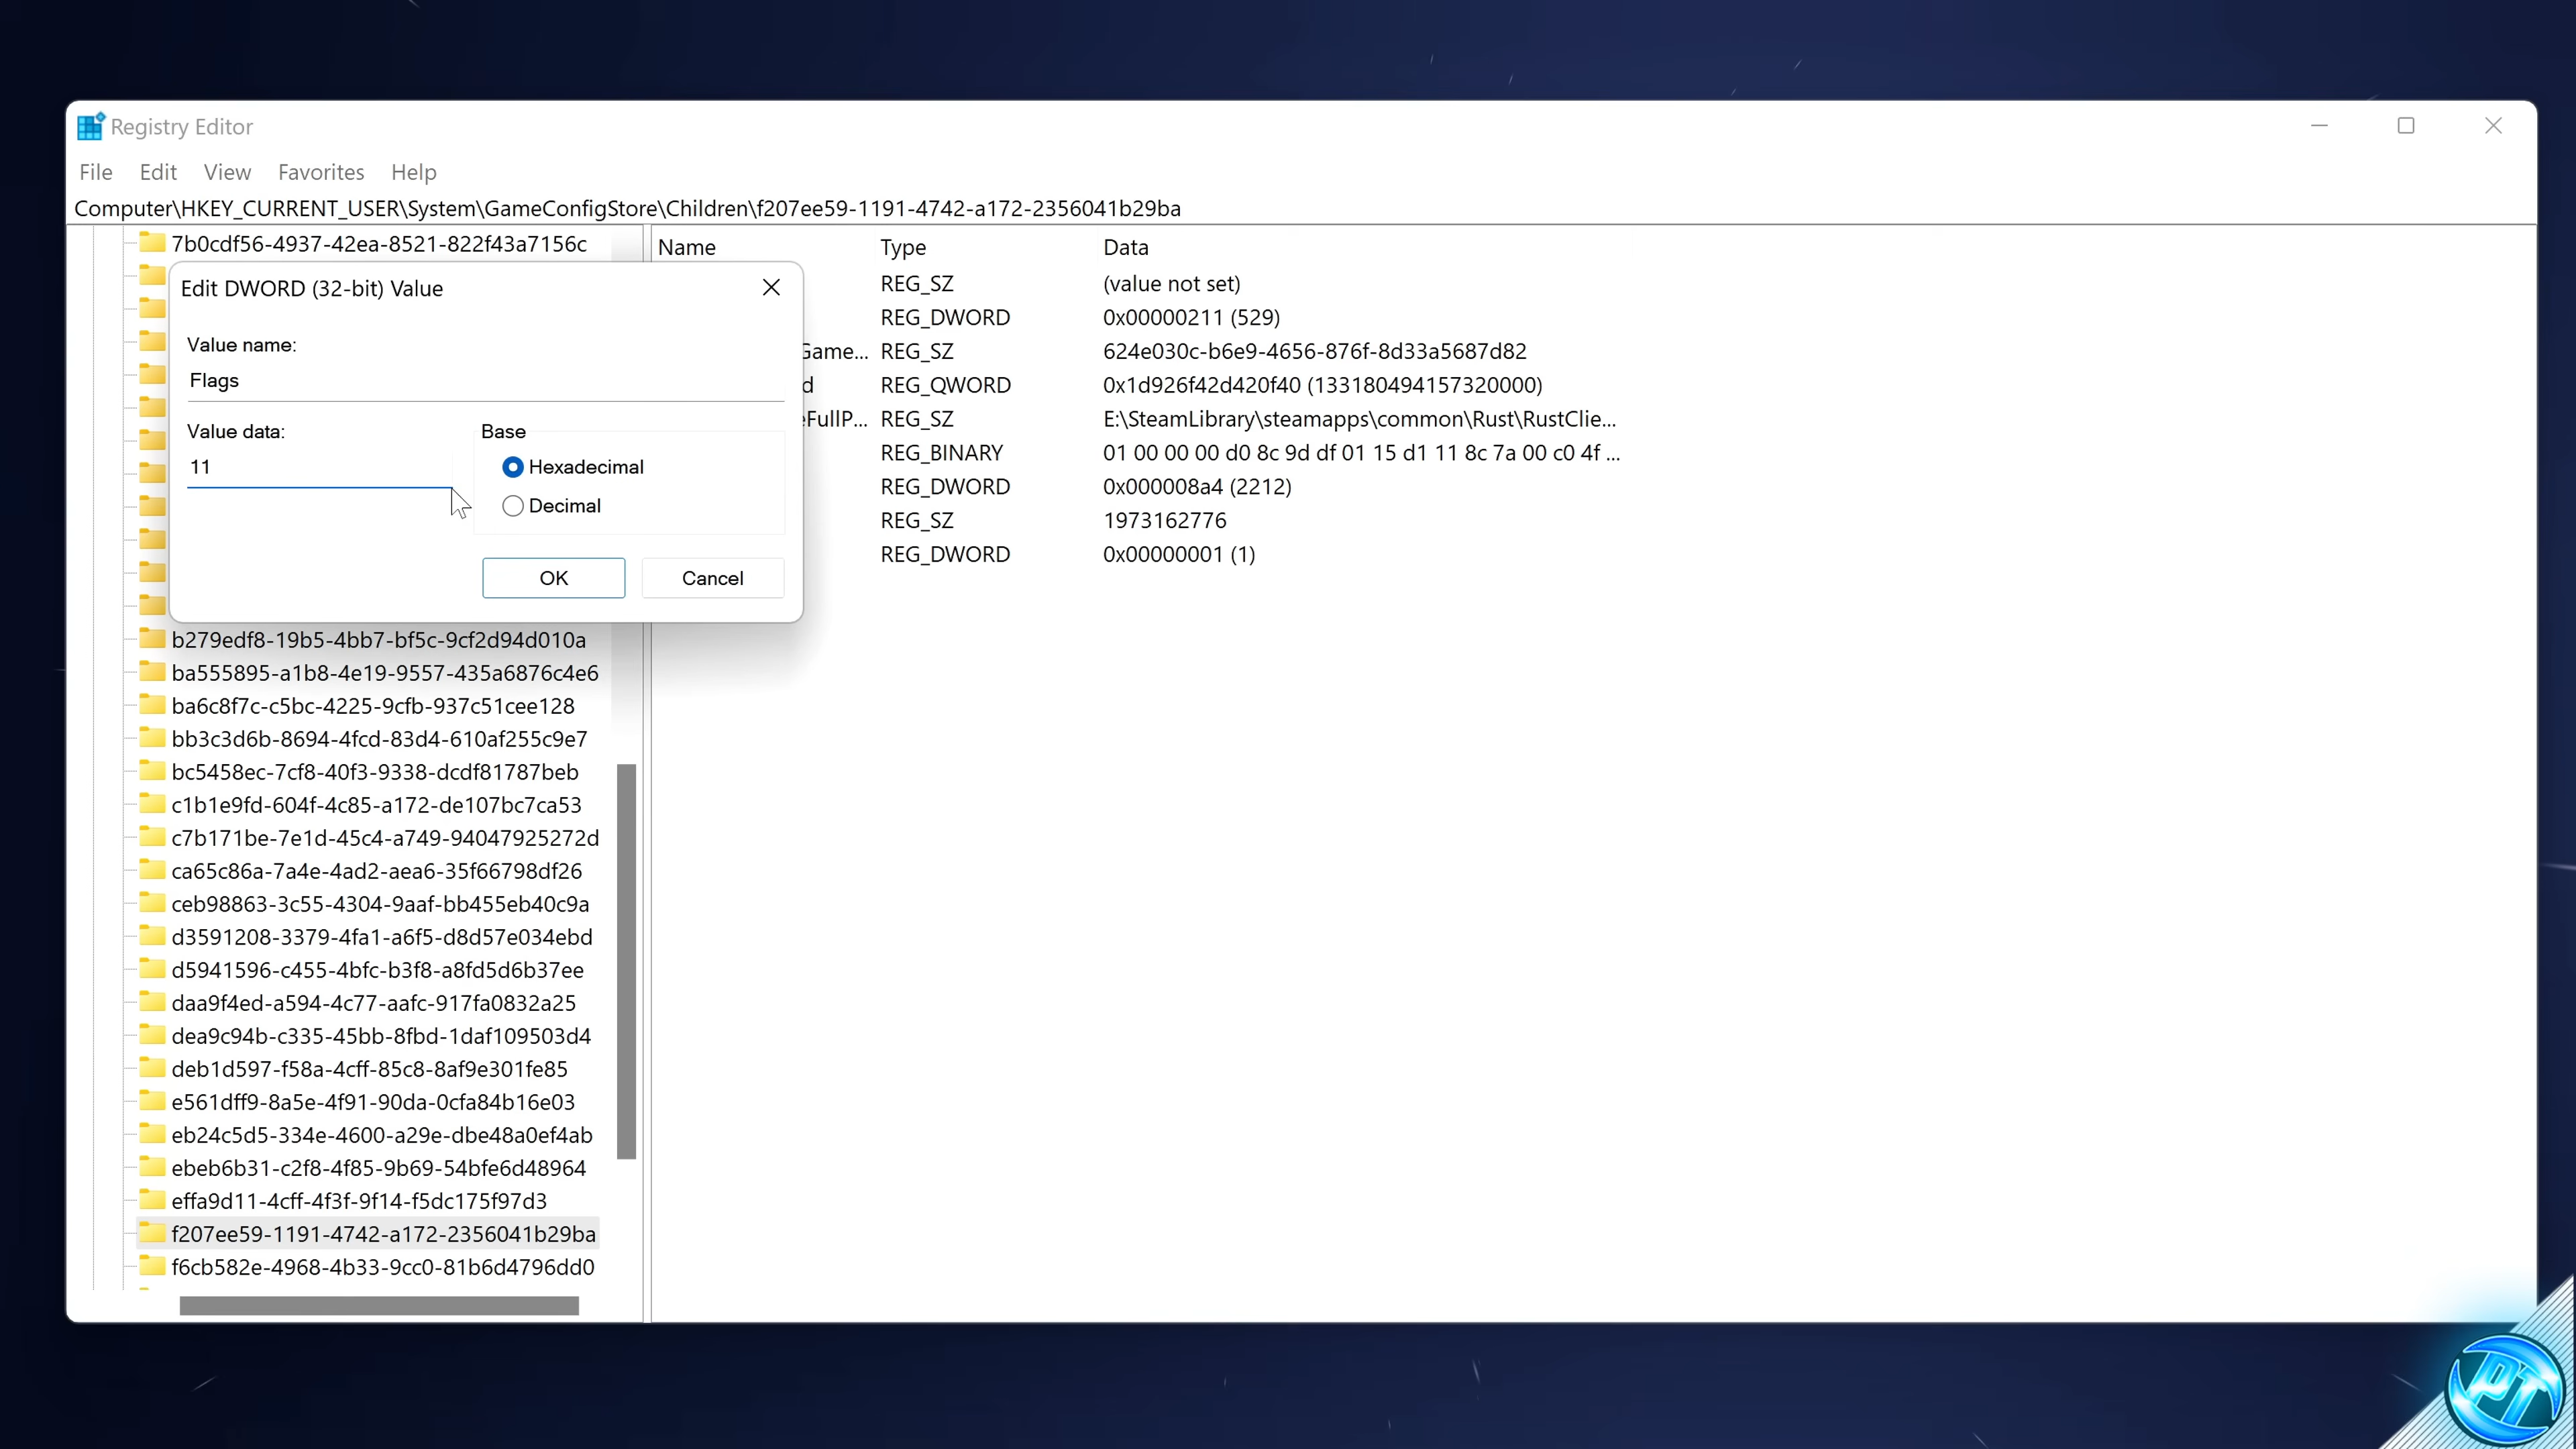 Registry Editor
File Edit View Favorites Help
Computer\HKEY_CURRENT_USER\System\GameConfigStore\Children\f207ee59-1191-4742-a172-2356041b29ba
7b0cdf56-4937-42ea-8521-822f43a7156c
Edit DWORD (32-bit) Value
Value name:
Flags
Value data:
11
Base
Hexadecimal
Decimal
OK
Cancel
b279edf8-19b5-4bb7-bf5c-9cf2d94d010a
ba555895-a1b8-4e19-9557-435a6876c4e6
ba6c8f7c-c5bc-4225-9cfb-937c51cee128
bb3c3d6b-8694-4fcd-83d4-610af255c9e7
bc5458ec-7cf8-40f3-9338-dcdf81787beb
c1b1e9fd-604f-4c85-a172-de107bc7ca53
c7b171be-7e1d-45c4-a749-94047925272d
ca65c86a-7a4e-4ad2-aea6-35f66798df26
ceb98863-3c55-4304-9aaf-bb455eb40c9a
d3591208-3379-4fa1-a6f5-d8d57e034ebd
d5941596-c455-4bfc-b3f8-a8fd5d6b37ee
daa9f4ed-a594-4c77-aafc-917fa0832a25
dea9c94b-c335-45bb-8fbd-1daf109503d4
deb1d597-f58a-4cff-85c8-8af9e301fe85
e561dff9-8a5e-4f91-90da-0cfa84b16e03
eb24c5d5-334e-4600-a29e-dbe48a0ef4ab
ebeb6b31-c2f8-4f85-9b69-54bfe6d48964
effa9d11-4cff-4f3f-9f14-f5dc175f97d3
f207ee59-1191-4742-a172-2356041b29ba
f6cb582e-4968-4b33-9cc0-81b6d4796dd0
Name Type Data
REG_SZ (value not set)
REG_DWORD 0x00000211 (529)
Game... REG_SZ 624e030c-b6e9-4656-876f-8d33a5687d82
d REG_QWORD 0x1d926f42d420f40 (133180494157320000)
eFullP... REG_SZ E:\SteamLibrary\steamapps\common\Rust\RustClie...
REG_BINARY 01 00 00 00 d0 8c 9d df 01 15 d1 11 8c 7a 00 c0 4f ...
REG_DWORD 0x000008a4 (2212)
REG_SZ 1973162776
REG_DWORD 0x00000001 (1)
PT